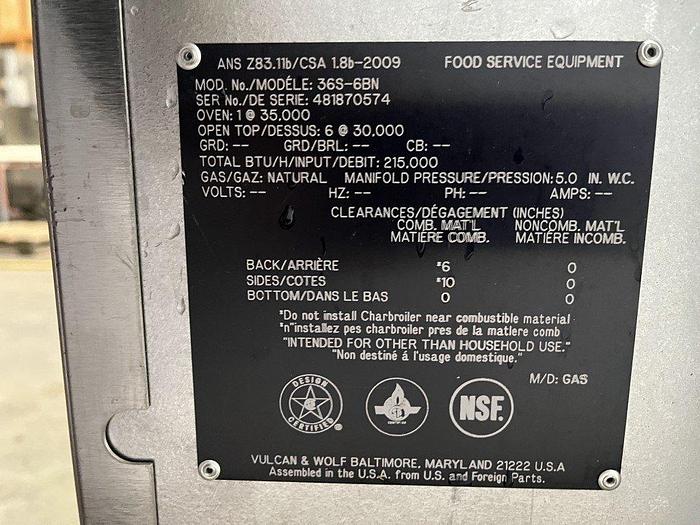 ANS Z83.11b/CSA 1.8b-2009 FOOD SERVICE EQUIPMENT
MOD. No./MODÉLE: 36S-6BN
SER No./DE SERIE: 481870574
OVEN: 1 @ 35,000
OPEN TOP/DESSUS: 6 @ 30,000
GRD: -- GRD/BRL: -- CB: --
TOTAL BTU/H/INPUT/DEBIT: 215,000
GAS/GAZ: NATURAL MANIFOLD PRESSURE/PRESSION: 5.0 IN. W.C.
VOLTS: -- HZ: -- PH: -- AMPS: --
CLEARANCES/DÉGAGEMENT (INCHES)
COMB. MAT'L NONCOMB. MAT'L
MATIÈRE COMB. MATIÈRE INCOMB.
BACK/ARRIÈRE *6 0
SIDES/COTES *10 0
BOTTOM/DANS LE BAS 0 0
*Do not install Charbroiler near combustible material
*n"installez pes charbroiler pres de la matlere comb
"INTENDED FOR OTHER THAN HOUSEHOLD USE."
"Non destiné á l'usage domestique."
M/D: GAS
DESIGN CERTIFIED
NSF
VULCAN & WOLF BALTIMORE, MARYLAND 21222 U.S.A
Assembled in the U.S.A. from U.S. and Foreign Parts.